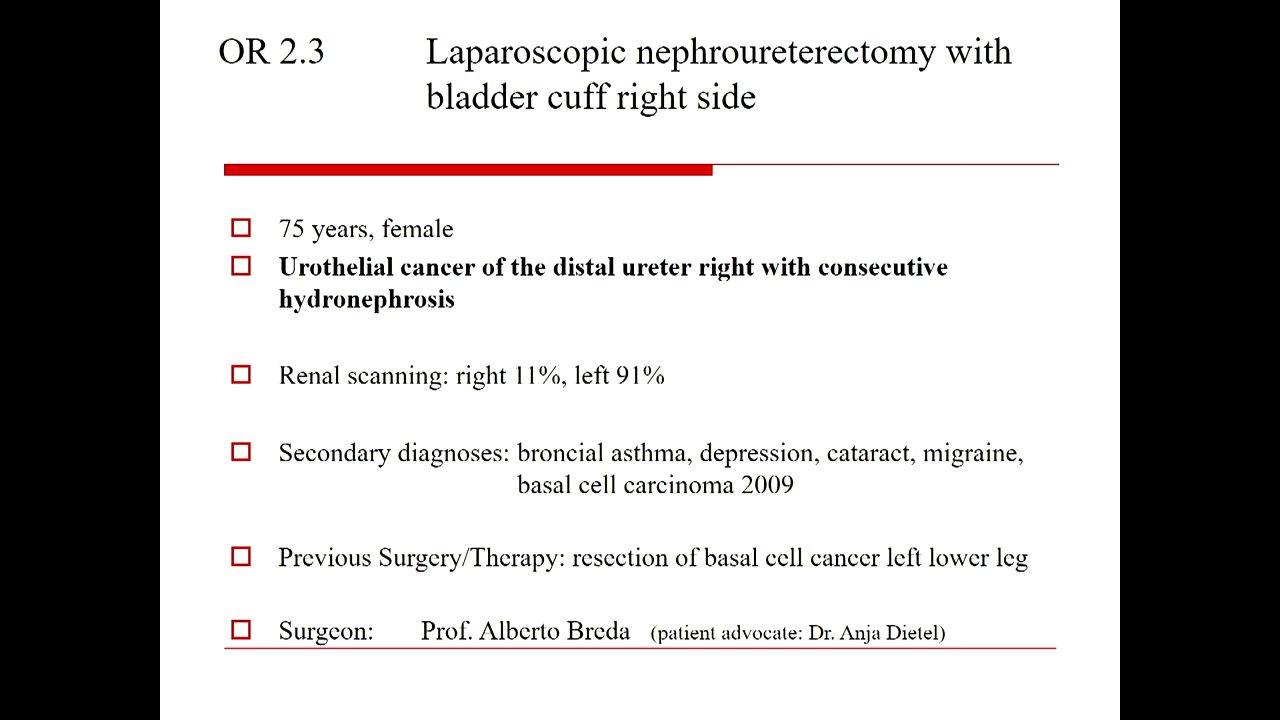 OR 2.3 Laparoscopic nephroureterectomy with
bladder cuff right side
75 years, female
Urothelial cancer of the distal ureter right with consecutive
hydronephrosis
Renal scanning: right 11%, left 91%
Secondary diagnoses: broncial asthma, depression, cataract, migraine,
basal cell carcinoma 2009
Previous Surgery/Therapy: resection of basal cell cancer left lower leg
Surgeon: Prof. Alberto Breda (patient advocate: Dr. Anja Dietel)